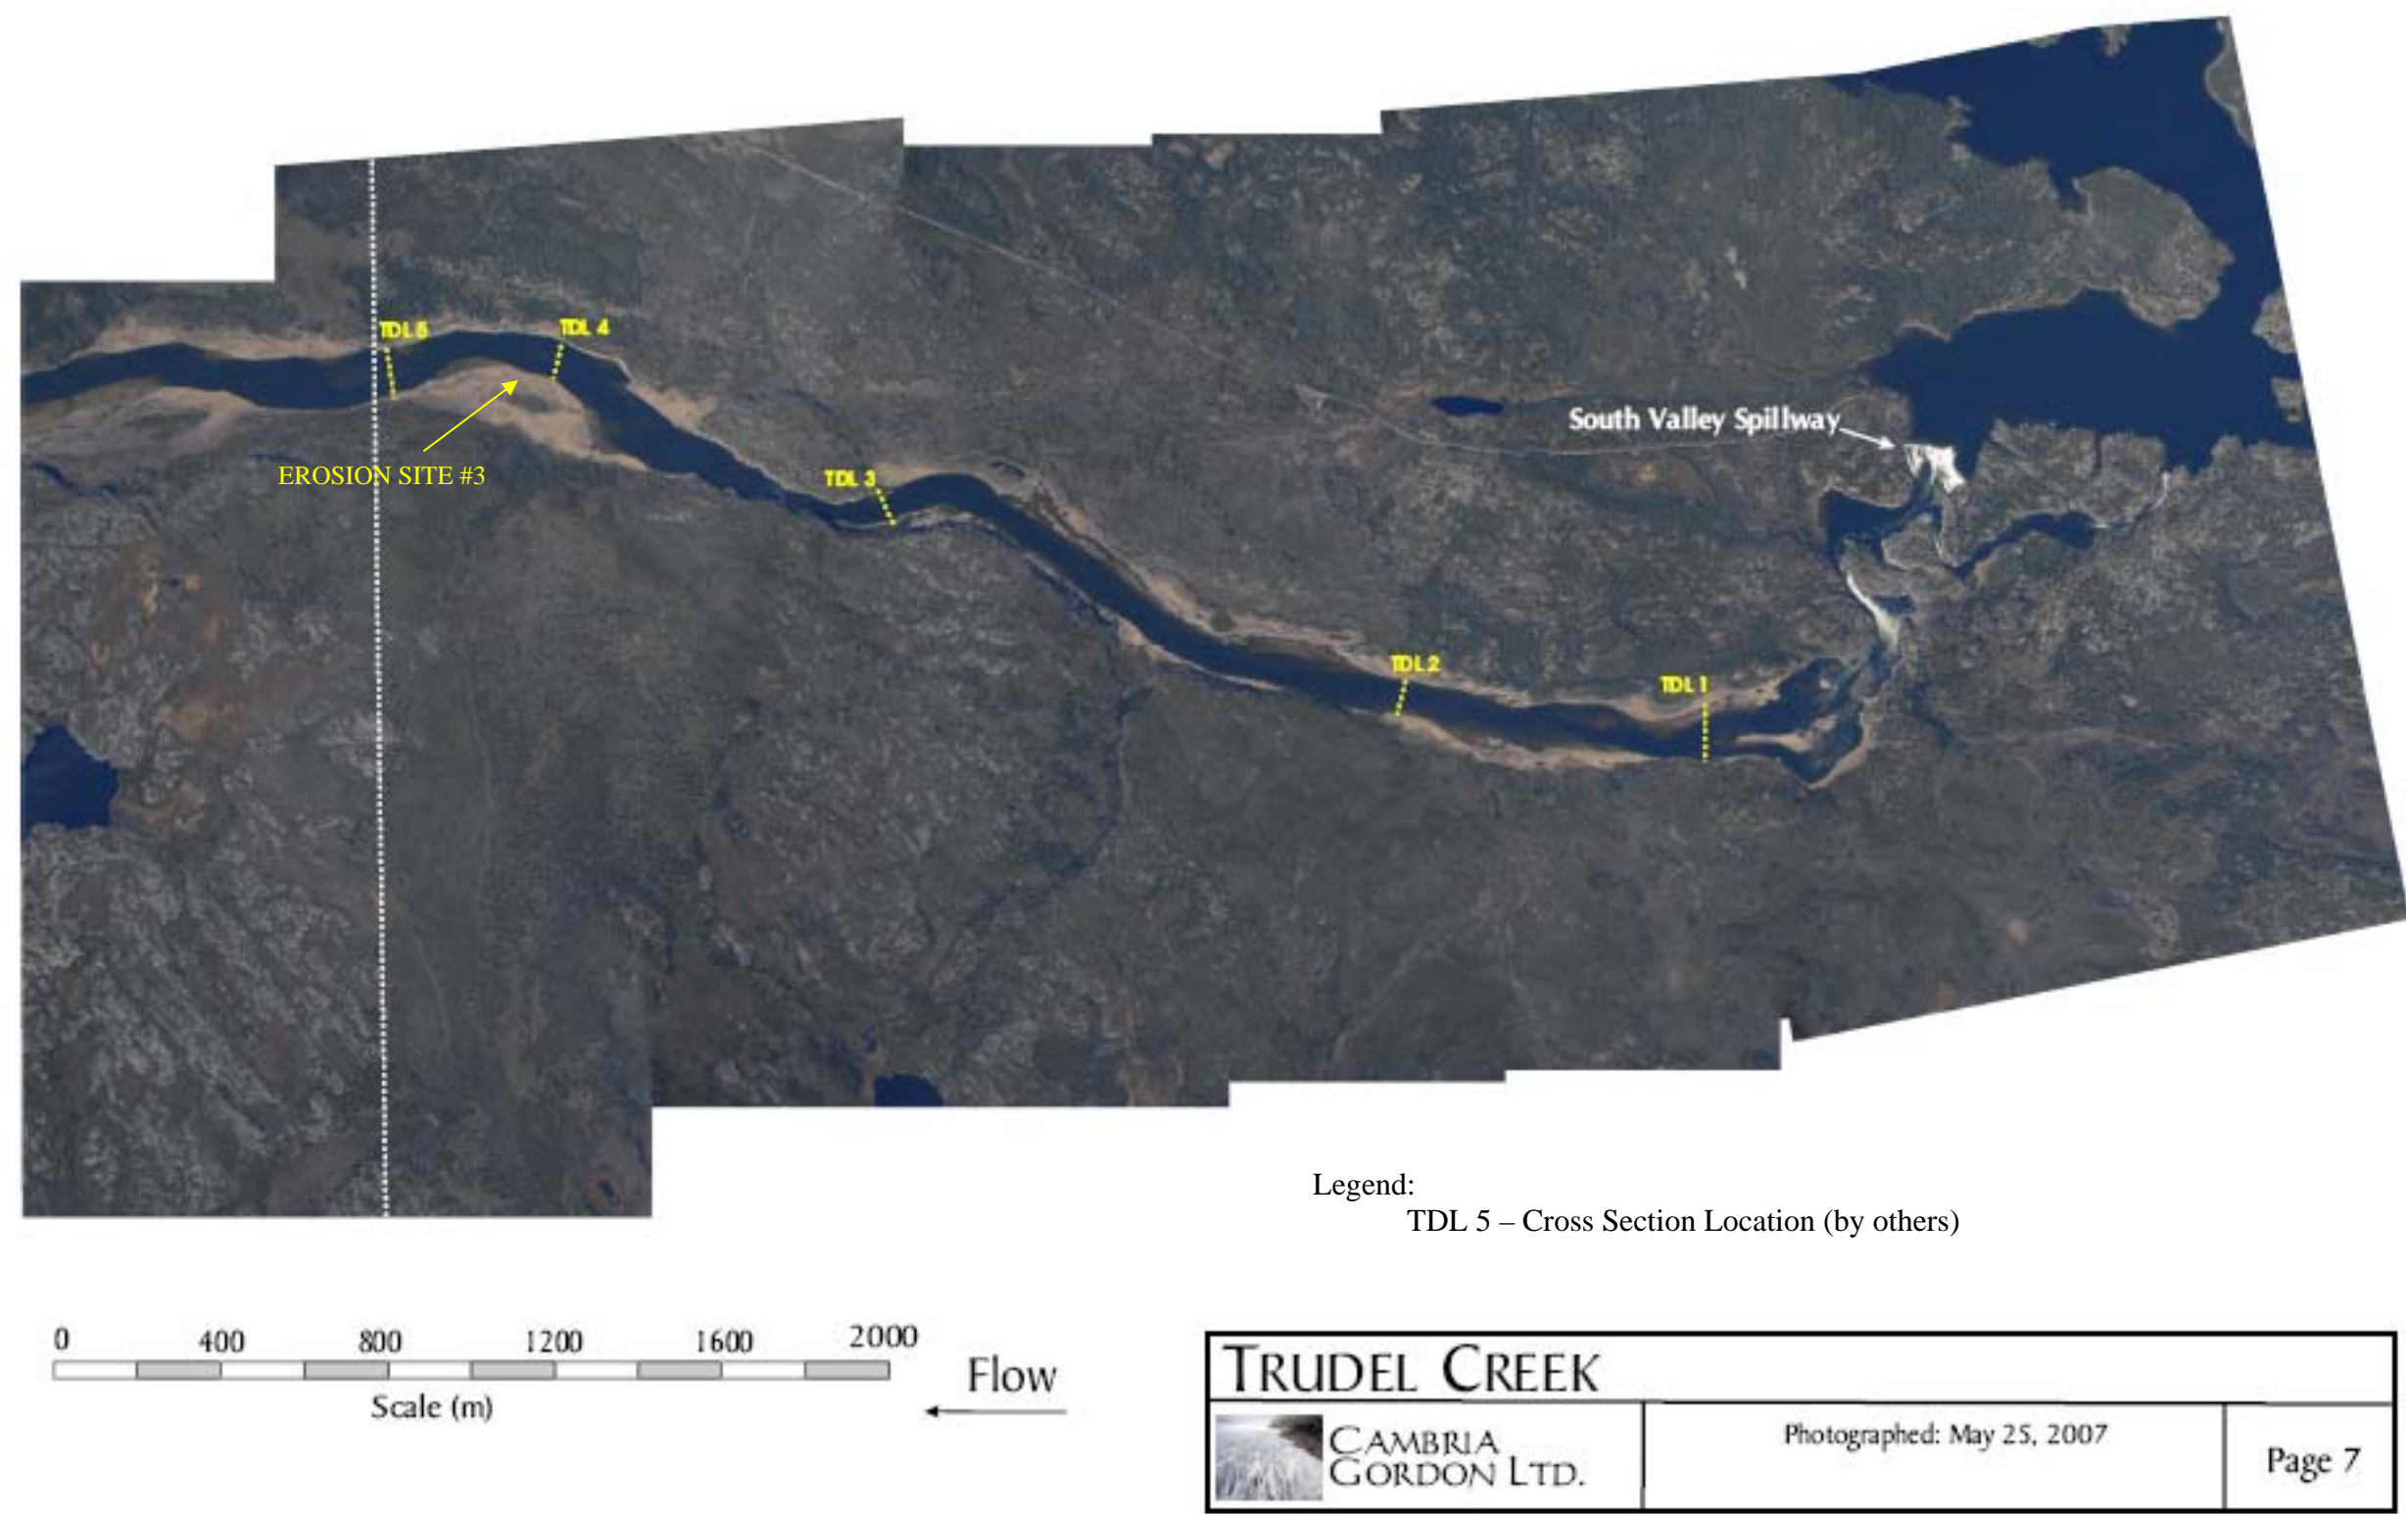 TDL 5
TDL 4
EROSION SITE #3
TDL 3
South Valley Spillway
TDL 2
TDL 1
Legend:
TDL 5 – Cross Section Location (by others)
0 400 800 1200 1600 2000
Scale (m)
Flow
TRUDEL CREEK
CAMBRIA
GORDON LTD.
Photographed: May 25, 2007
Page 7